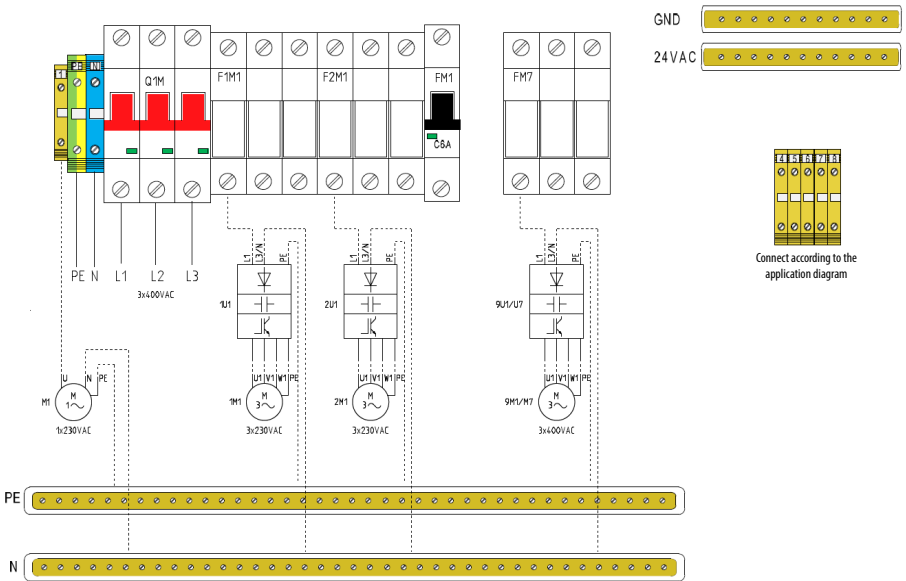 GND
24VAC
1
PE
N
Q1M
F1M1
F2M1
FM1
C6A
FM7
4 5 6 7 8
Connect according to the
application diagram
PE N L1 L2 L3
3x400VAC
L1 L3/N PE
L1 L3/N PE
L1 L3/N PE
1U1
2U1
9U1/U7
U N PE
U1 V1 W1 PE
U1 V1 W1 PE
U1 V1 W1 PE
M1
M
1~
1x230VAC
1M1
M
3~
3x230VAC
2M1
M
3~
3x230VAC
9M1/M7
M
3~
3x400VAC
PE
N